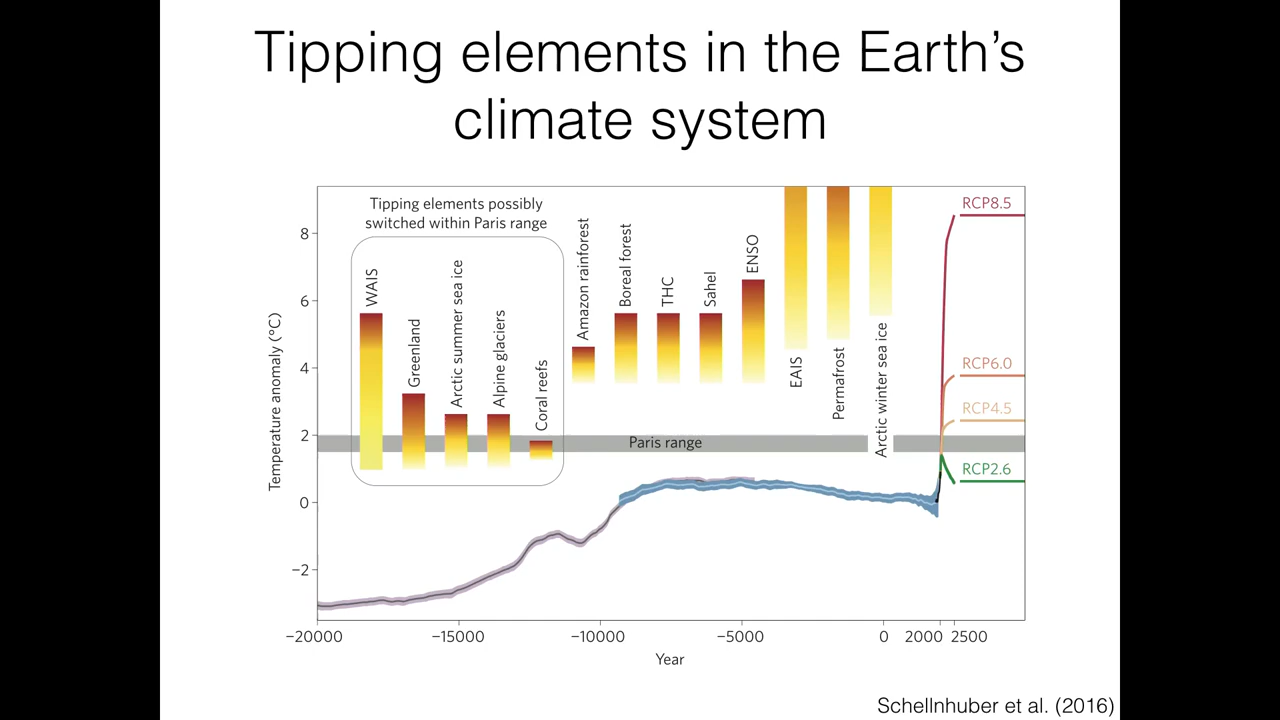 Tipping elements in the Earth’s
climate system
Tipping elements possibly
switched within Paris range
WAIS
Greenland
Arctic summer sea ice
Alpine glaciers
Coral reefs
Amazon rainforest
Boreal forest
THC
Sahel
ENSO
EAIS
Permafrost
Arctic winter sea ice
RCP8.5
RCP6.0
RCP4.5
RCP2.6
Paris range
Temperature anomaly (°C)
8
6
4
2
0
−2
−20000
−15000
−10000
−5000
0
2000
2500
Year
Schellnhuber et al. (2016)